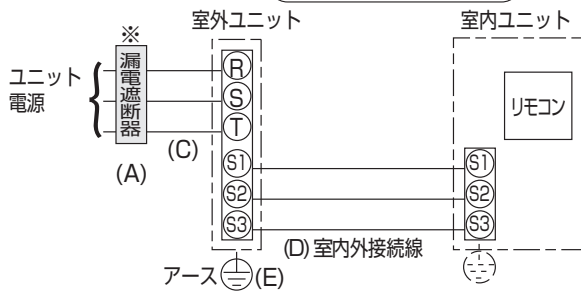 室外ユニット
室内ユニット
※
漏電遮断器
ユニット
電源
(A)
(C)
R
S
T
S1
S2
S3
(D) 室内外接続線
S1
S2
S3
リモコン
アース
(E)